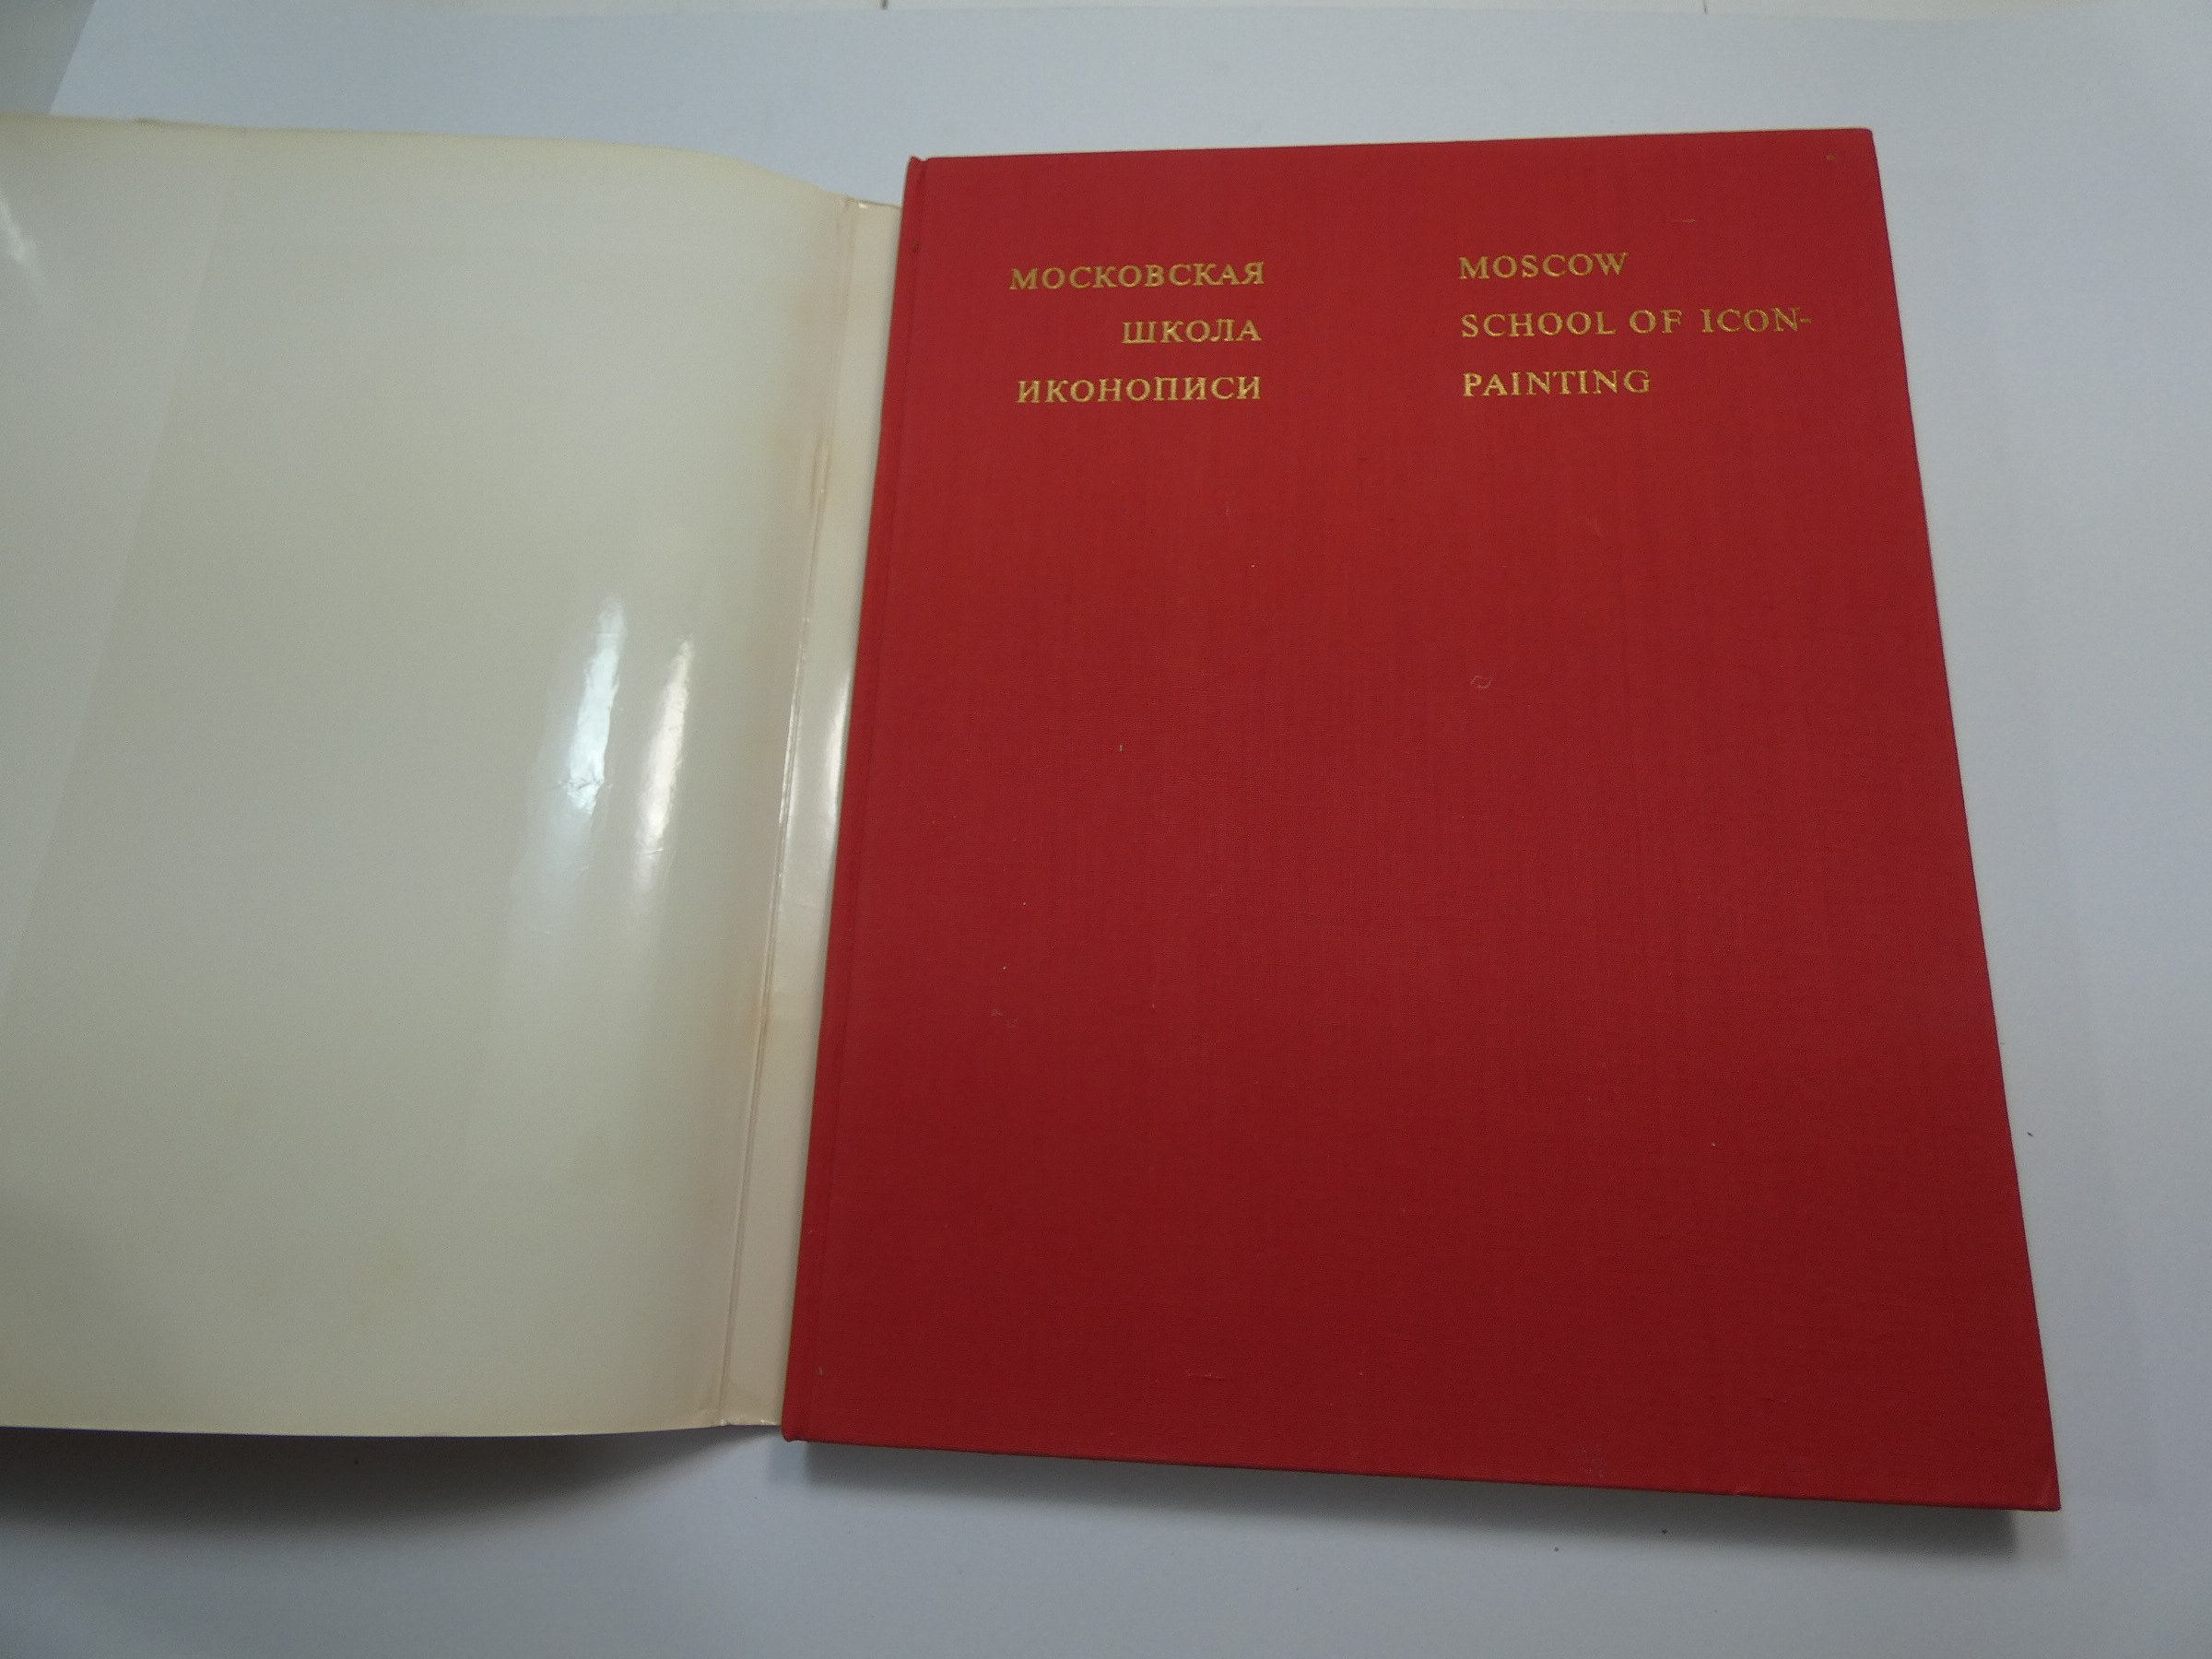 МОСКОВСКАЯ
ШКОЛА
ИКОНОПИСИ
MOSCOW
SCHOOL OF ICON-
PAINTING